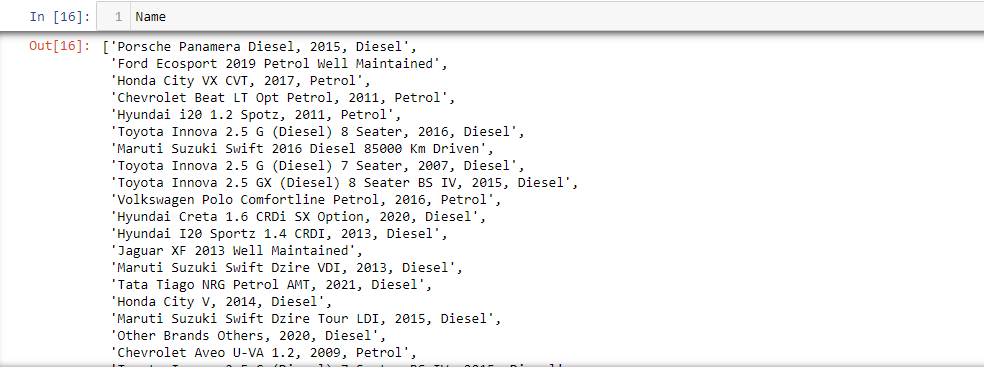 In [16]: 1 Name
Out[16]: ['Porsche Panamera Diesel, 2015, Diesel',
'Ford Ecosport 2019 Petrol Well Maintained',
'Honda City VX CVT, 2017, Petrol',
'Chevrolet Beat LT Opt Petrol, 2011, Petrol',
'Hyundai i20 1.2 Spotz, 2011, Petrol',
'Toyota Innova 2.5 G (Diesel) 8 Seater, 2016, Diesel',
'Maruti Suzuki Swift 2016 Diesel 85000 Km Driven',
'Toyota Innova 2.5 G (Diesel) 7 Seater, 2007, Diesel',
'Toyota Innova 2.5 GX (Diesel) 8 Seater BS IV, 2015, Diesel',
'Volkswagen Polo Comfortline Petrol, 2016, Petrol',
'Hyundai Creta 1.6 CRDi SX Option, 2020, Diesel',
'Hyundai I20 Sportz 1.4 CRDI, 2013, Diesel',
'Jaguar XF 2013 Well Maintained',
'Maruti Suzuki Swift Dzire VDI, 2013, Diesel',
'Tata Tiago NRG Petrol AMT, 2021, Diesel',
'Honda City V, 2014, Diesel',
'Maruti Suzuki Swift Dzire Tour LDI, 2015, Diesel',
'Other Brands Others, 2020, Diesel',
'Chevrolet Aveo U-VA 1.2, 2009, Petrol',